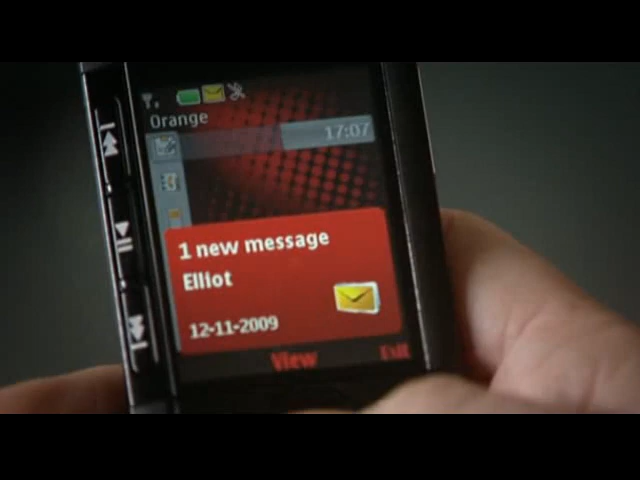 Orange
17:07
1 new message
Elliot
12-11-2009
View
Exit